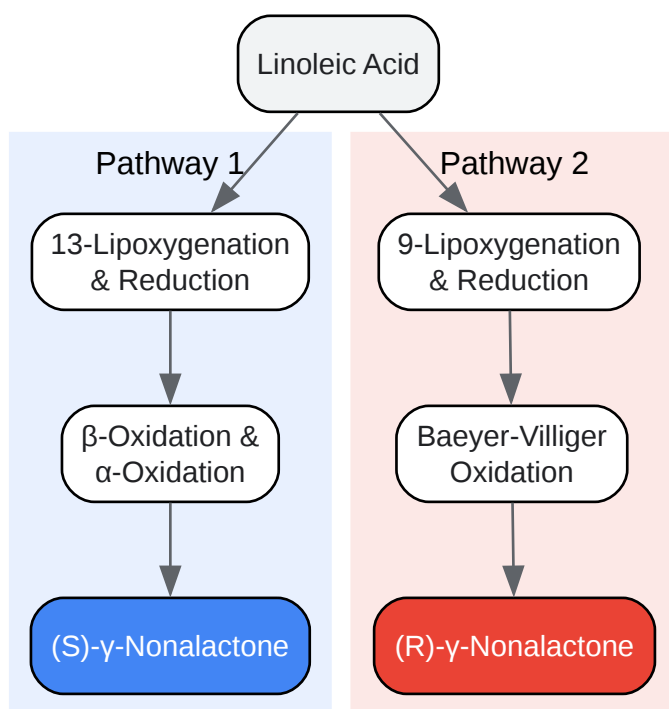 Linoleic Acid
Pathway 1
13-Lipoxygenation
& Reduction
β-Oxidation &
α-Oxidation
(S)-γ-Nonalactone
Pathway 2
9-Lipoxygenation
& Reduction
Baeyer-Villiger
Oxidation
(R)-γ-Nonalactone